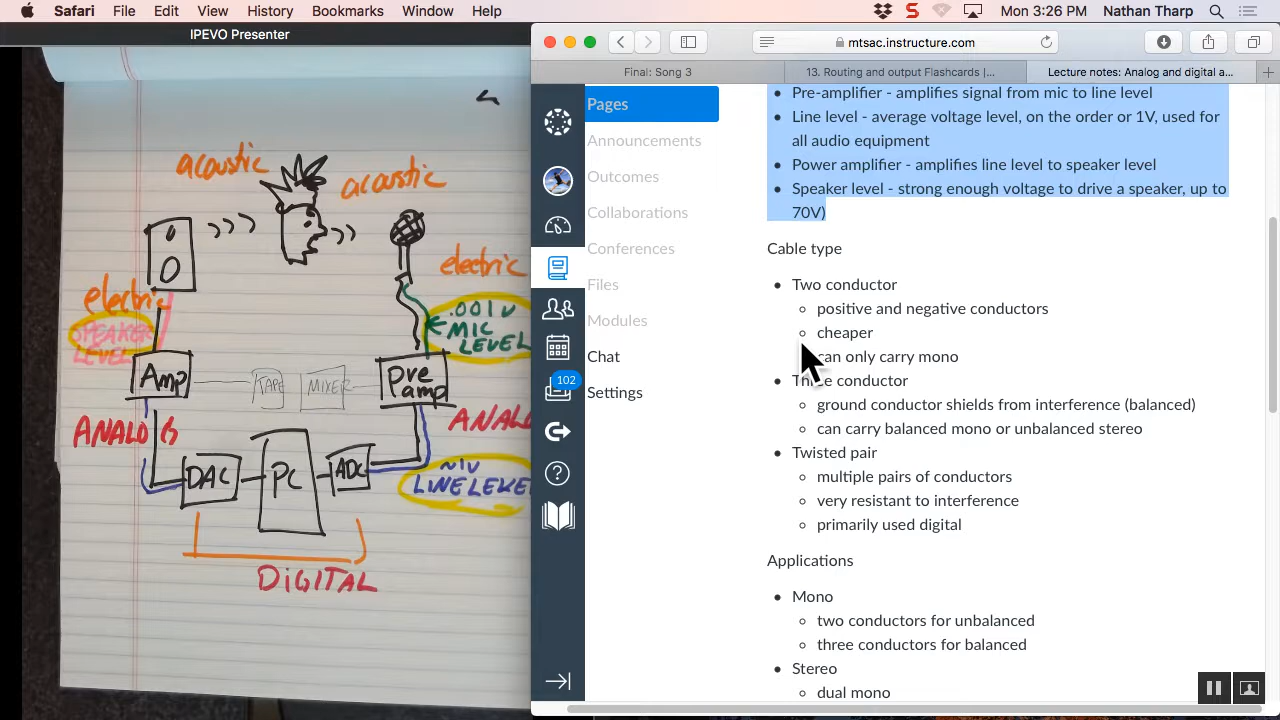 Safari File Edit View History Bookmarks Window Help
Mon 3:26 PM Nathan Tharp
IPEVO Presenter
mtsac.instructure.com
Final: Song 3
13. Routing and output Flashcards |...
Lecture notes: Analog and digital a...
acoustic
acoustic
electric
electric
SPEAKER
LEVEL
.001V
MIC
LEVEL
Amp
TAPE
MIXER
Pre
amp
ANALOG
DAC
PC
ADC
~1V
DIGITAL
Pages
Announcements
Outcomes
Collaborations
Conferences
Files
Modules
Chat
Settings
102
Pre-amplifier - amplifies signal from mic to line level
Line level - average voltage level, on the order or 1V, used for
all audio equipment
Power amplifier - amplifies line level to speaker level
Speaker level - strong enough voltage to drive a speaker, up to
70V)
Cable type
Two conductor
positive and negative conductors
cheaper
can only carry mono
Three conductor
ground conductor shields from interference (balanced)
can carry balanced mono or unbalanced stereo
Twisted pair
multiple pairs of conductors
very resistant to interference
primarily used digital
Applications
Mono
two conductors for unbalanced
three conductors for balanced
Stereo
dual mono